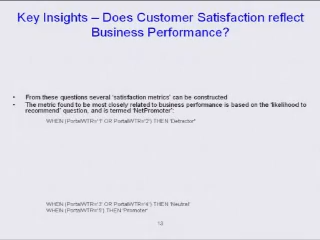 Key Insights – Does Customer Satisfaction reflect
Business Performance?
• From these questions several 'satisfaction metrics' can be constructed
• The metric found to be most closely related to business performance is based on the 'likelihood to
recommend' question, and is termed 'NetPromoter':
WHEN (PortalWTR='1' OR PortalWTR='2') THEN 'Detractor'
WHEN (PortalWTR='3' OR PortalWTR='4') THEN 'Neutral'
WHEN (PortalWTR='5') THEN 'Promoter'